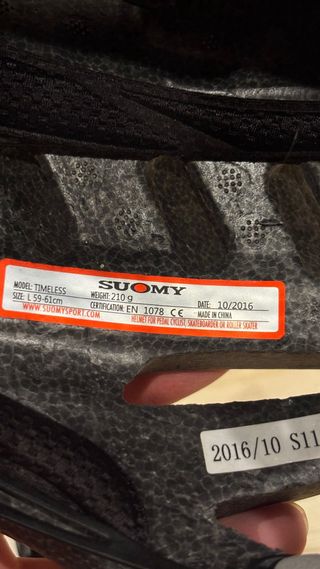 SUOMY
MODEL: TIMELESS WEIGHT: 210 g DATE: 10/2016
SIZE: L 59-61cm CERTIFICATION: EN 1078 CE MADE IN CHINA
WWW.SUOMYSPORT.COM HELMET FOR PEDAL CYCLIST, SKATEBOARDER OR ROLLER SKATER
2016/10 S11